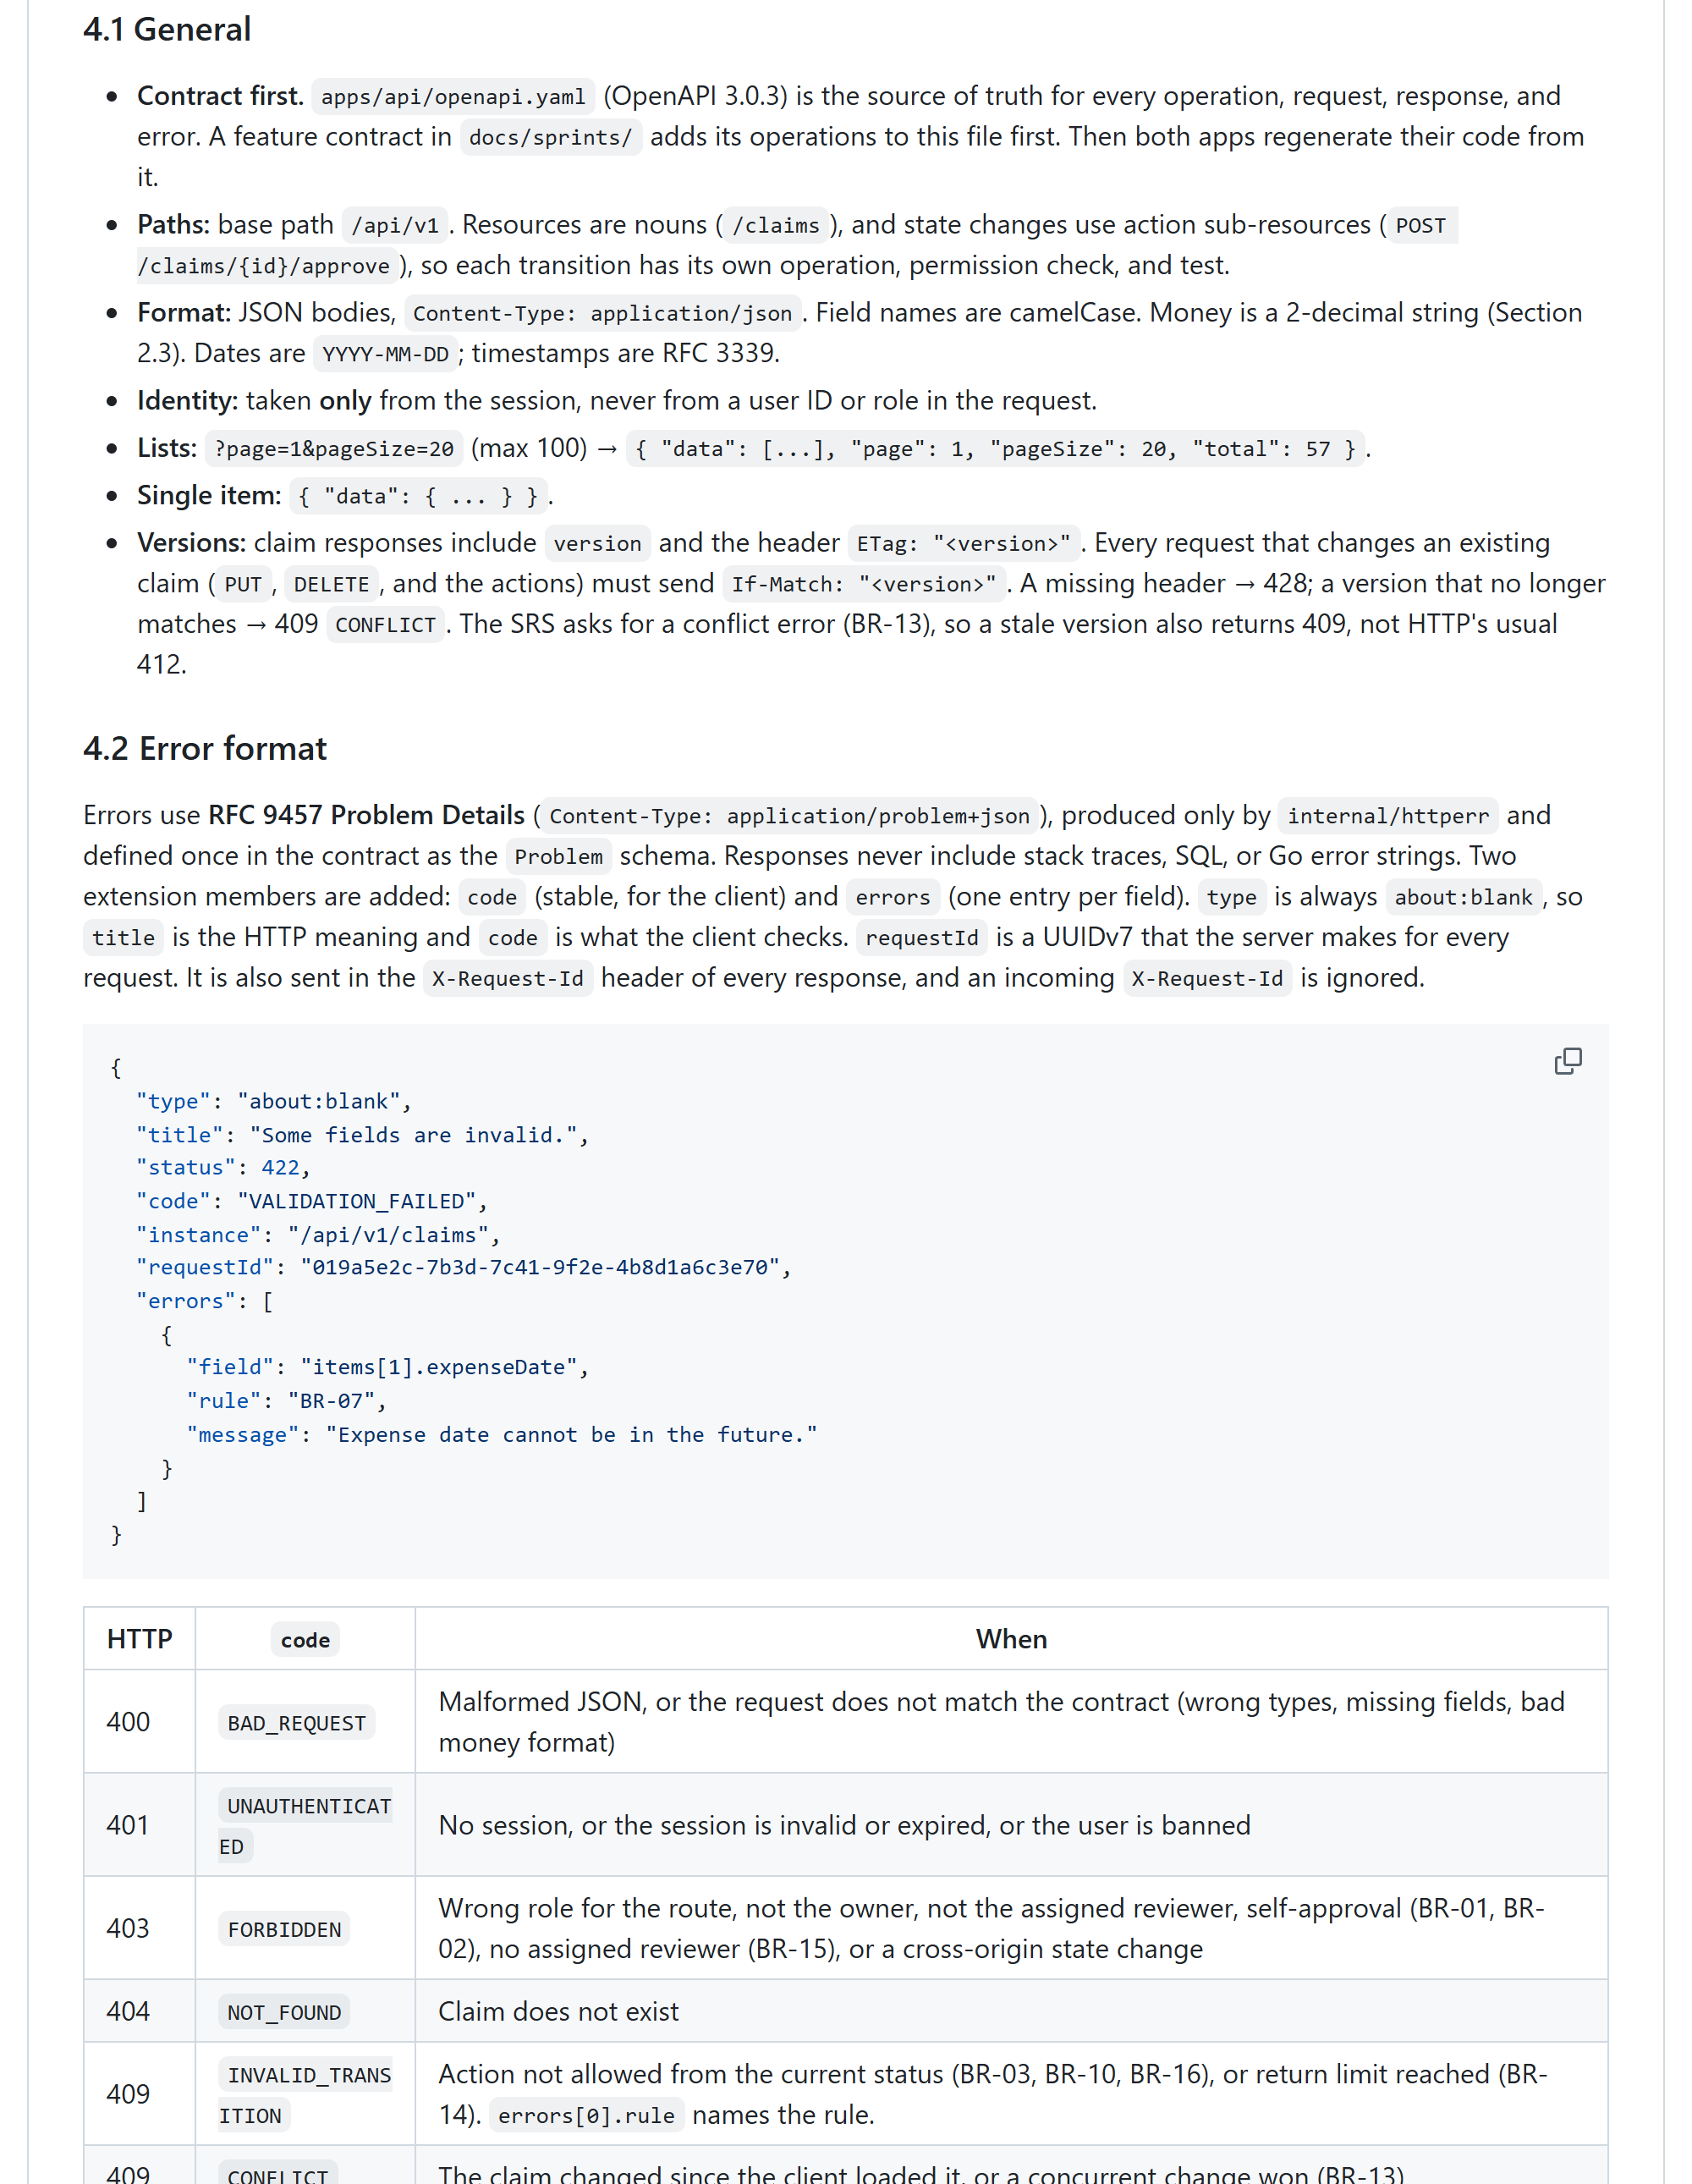 4.1 General
Contract first. apps/api/openapi.yaml (OpenAPI 3.0.3) is the source of truth for every operation, request, response, and
error. A feature contract in docs/sprints/ adds its operations to this file first. Then both apps regenerate their code from
it.
Paths: base path /api/v1. Resources are nouns (/claims), and state changes use action sub-resources (POST
/claims/{id}/approve), so each transition has its own operation, permission check, and test.
Format: JSON bodies, Content-Type: application/json. Field names are camelCase. Money is a 2-decimal string (Section
2.3). Dates are YYYY-MM-DD; timestamps are RFC 3339.
Identity: taken only from the session, never from a user ID or role in the request.
Lists: ?page=1&pageSize=20 (max 100) → { "data": [...], "page": 1, "pageSize": 20, "total": 57 }.
Single item: { "data": { ... } }.
Versions: claim responses include version and the header ETag: "<version>". Every request that changes an existing
claim (PUT, DELETE, and the actions) must send If-Match: "<version>". A missing header → 428; a version that no longer
matches → 409 CONFLICT. The SRS asks for a conflict error (BR-13), so a stale version also returns 409, not HTTP's usual
412.
4.2 Error format
Errors use RFC 9457 Problem Details (Content-Type: application/problem+json), produced only by internal/httperr and
defined once in the contract as the Problem schema. Responses never include stack traces, SQL, or Go error strings. Two
extension members are added: code (stable, for the client) and errors (one entry per field). type is always about:blank, so
title is the HTTP meaning and code is what the client checks. requestId is a UUIDv7 that the server makes for every
request. It is also sent in the X-Request-Id header of every response, and an incoming X-Request-Id is ignored.
{
"type": "about:blank",
"title": "Some fields are invalid.",
"status": 422,
"code": "VALIDATION_FAILED",
"instance": "/api/v1/claims",
"requestId": "019a5e2c-7b3d-7c41-9f2e-4b8d1a6c3e70",
"errors": [
{
"field": "items[1].expenseDate",
"rule": "BR-07",
"message": "Expense date cannot be in the future."
}
]
}
HTTP code When
400 BAD_REQUEST Malformed JSON, or the request does not match the contract (wrong types, missing fields, bad
money format)
401 UNAUTHENTICAT
ED No session, or the session is invalid or expired, or the user is banned
403 FORBIDDEN Wrong role for the route, not the owner, not the assigned reviewer, self-approval (BR-01, BR-
02), no assigned reviewer (BR-15), or a cross-origin state change
404 NOT_FOUND Claim does not exist
409 INVALID_TRANS
ITION Action not allowed from the current status (BR-03, BR-10, BR-16), or return limit reached (BR-
14). errors[0].rule names the rule.
409 CONFLICT The claim changed since the client loaded it, or a concurrent change won (BR-13)